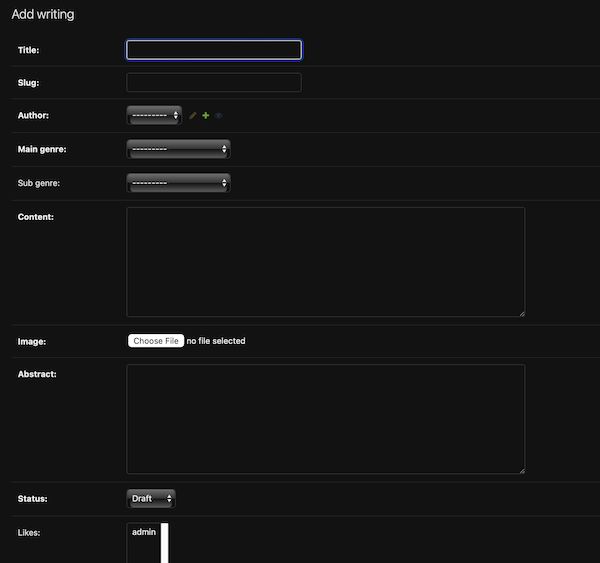 Add writing
Title:
Slug:
Author: ---------
Main genre: ---------
Sub genre: ---------
Content:
Image: Choose File no file selected
Abstract:
Status: Draft
Likes: admin